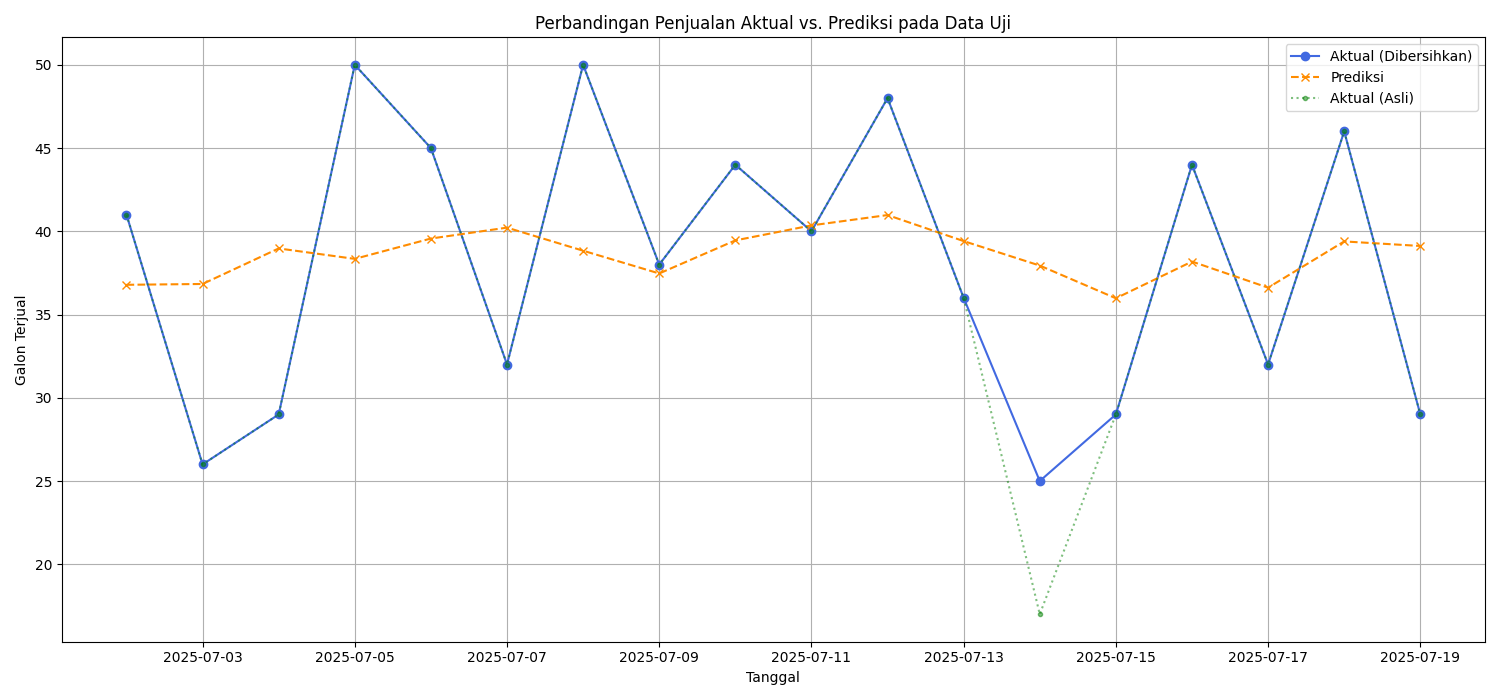 Perbandingan Penjualan Aktual vs. Prediksi pada Data Uji
Aktual (Dibersihkan)
Prediksi
Aktual (Asli)
Galon Terjual
50
45
40
35
30
25
20
2025-07-03
2025-07-05
2025-07-07
2025-07-09
2025-07-11
2025-07-13
2025-07-15
2025-07-17
2025-07-19
Tanggal